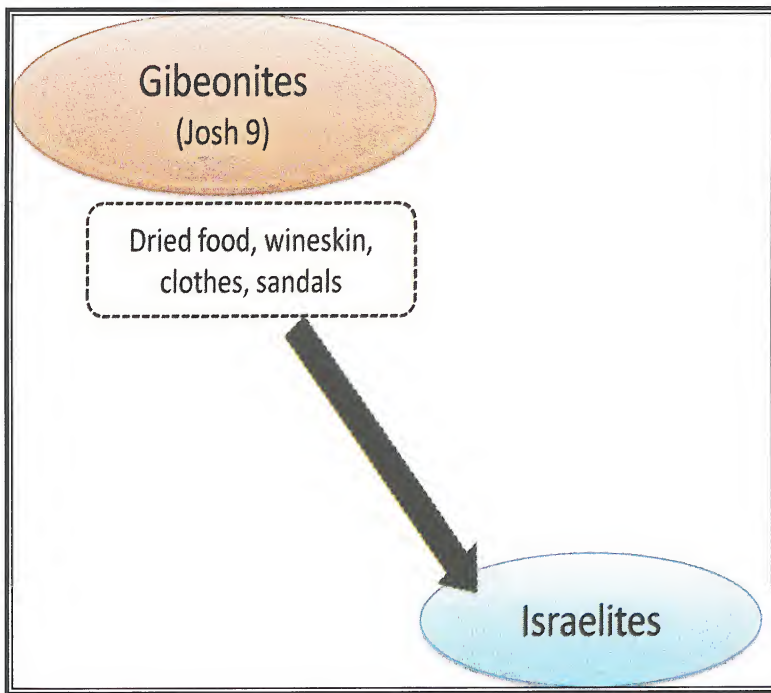 Gibeonites
(Josh 9)
Dried food, wineskin,
clothes, sandals
Israelites